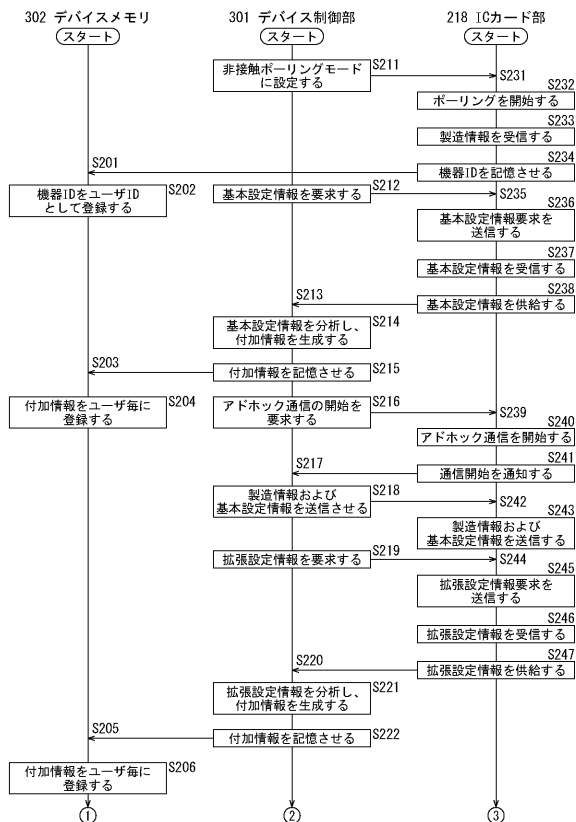 302 デバイスメモリ
301 デバイス制御部
218 ICカード部
スタート
スタート
スタート
非接触ポーリングモード
に設定する
S211
S231
S232
ポーリングを開始する
S233
製造情報を受信する
S234
機器IDを記憶させる
S201
機器IDをユーザID
として登録する
S202
基本設定情報を要求する
S212
S235
S236
基本設定情報要求を
送信する
S237
基本設定情報を受信する
S238
基本設定情報を供給する
S213
基本設定情報を分析し、
付加情報を生成する
S214
S203
付加情報を記憶させる
S215
付加情報をユーザ毎に
登録する
S204
アドホック通信の開始を
要求する
S216
S239
S240
アドホック通信を開始する
S241
通信開始を通知する
S217
製造情報および
基本設定情報を送信させる
S218
S242
S243
製造情報および
基本設定情報を送信する
拡張設定情報を要求する
S219
S244
S245
拡張設定情報要求を
送信する
S246
拡張設定情報を受信する
S247
拡張設定情報を供給する
S220
拡張設定情報を分析し、
付加情報を生成する
S221
S205
付加情報を記憶させる
S222
付加情報をユーザ毎に
登録する
S206
①
②
③